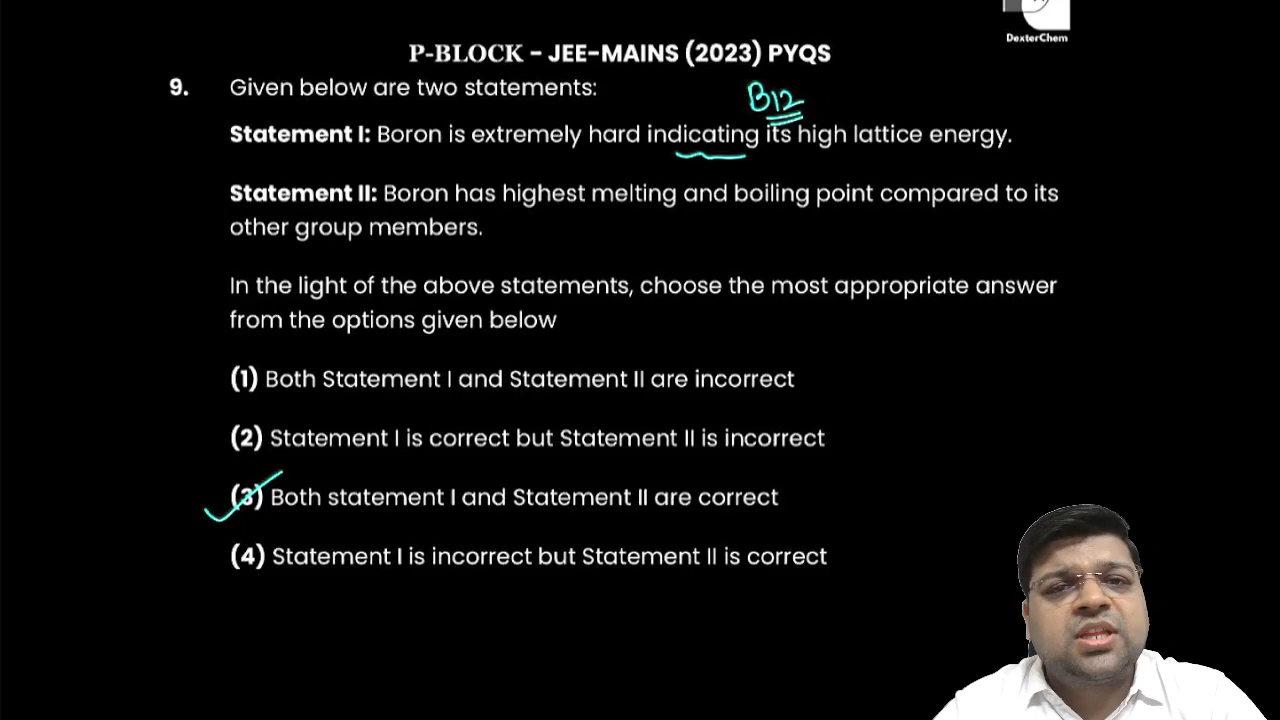 DexterChem
P-BLOCK - JEE-MAINS (2023) PYQS
9. Given below are two statements:
B12
Statement I: Boron is extremely hard indicating its high lattice energy.
Statement II: Boron has highest melting and boiling point compared to its
other group members.
In the light of the above statements, choose the most appropriate answer
from the options given below
(1) Both Statement I and Statement II are incorrect
(2) Statement I is correct but Statement II is incorrect
(3) Both statement I and Statement II are correct
(4) Statement I is incorrect but Statement II is correct